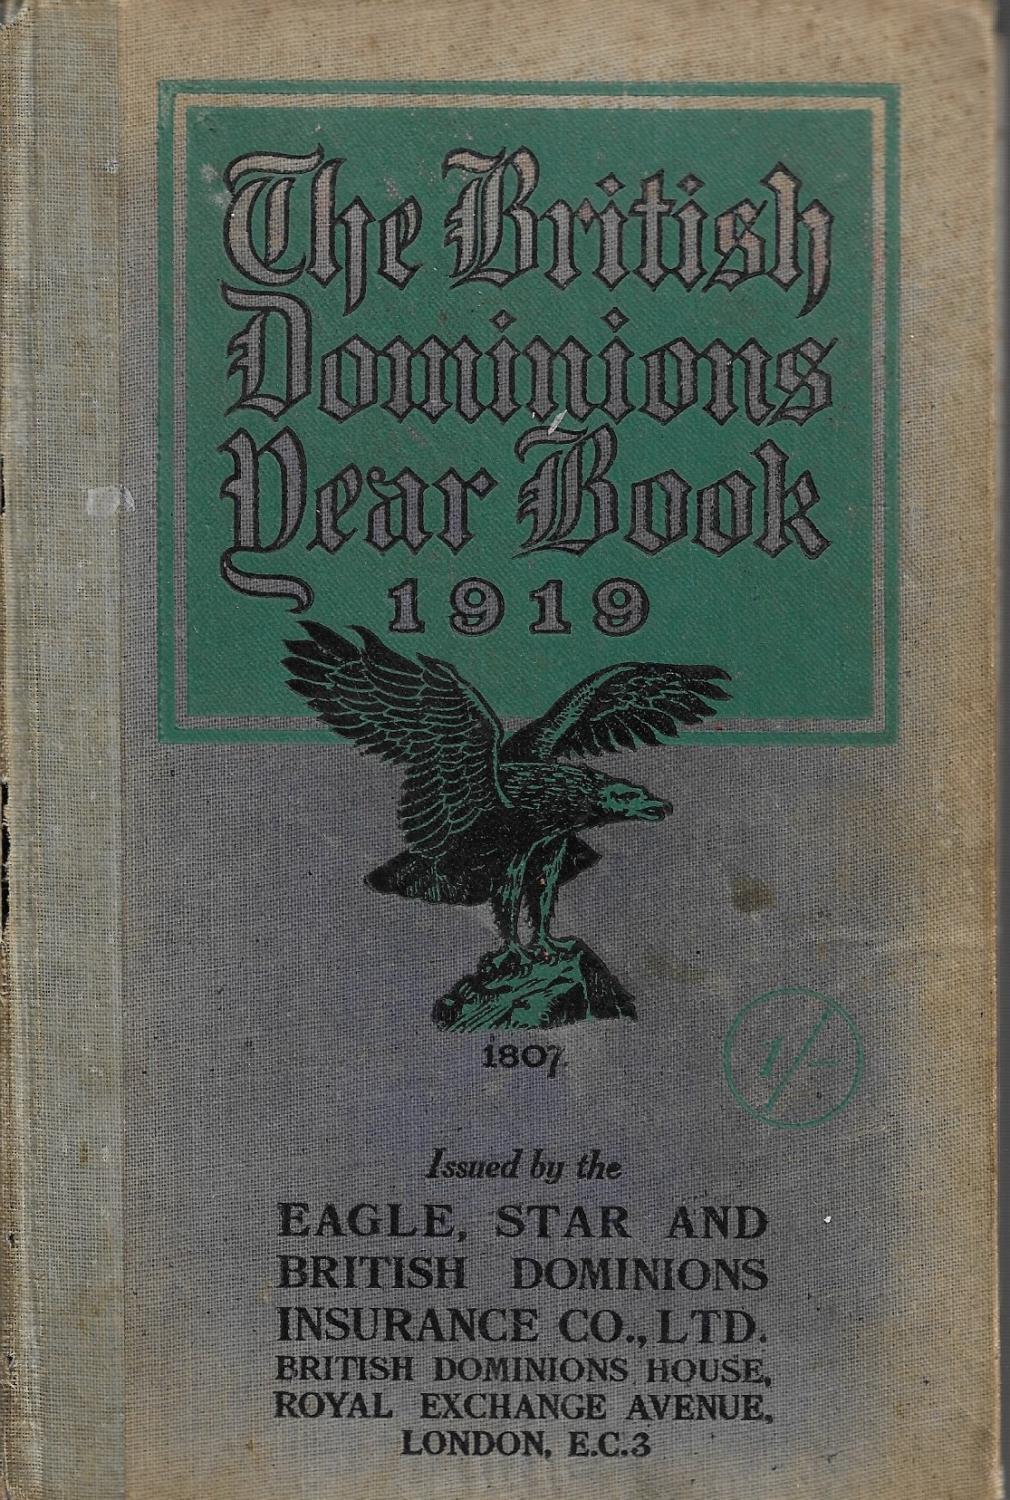 The British
Dominions
Year Book
1919
1807
1/-
Issued by the
EAGLE, STAR AND
BRITISH DOMINIONS
INSURANCE CO., LTD.
BRITISH DOMINIONS HOUSE,
ROYAL EXCHANGE AVENUE,
LONDON, E.C.3